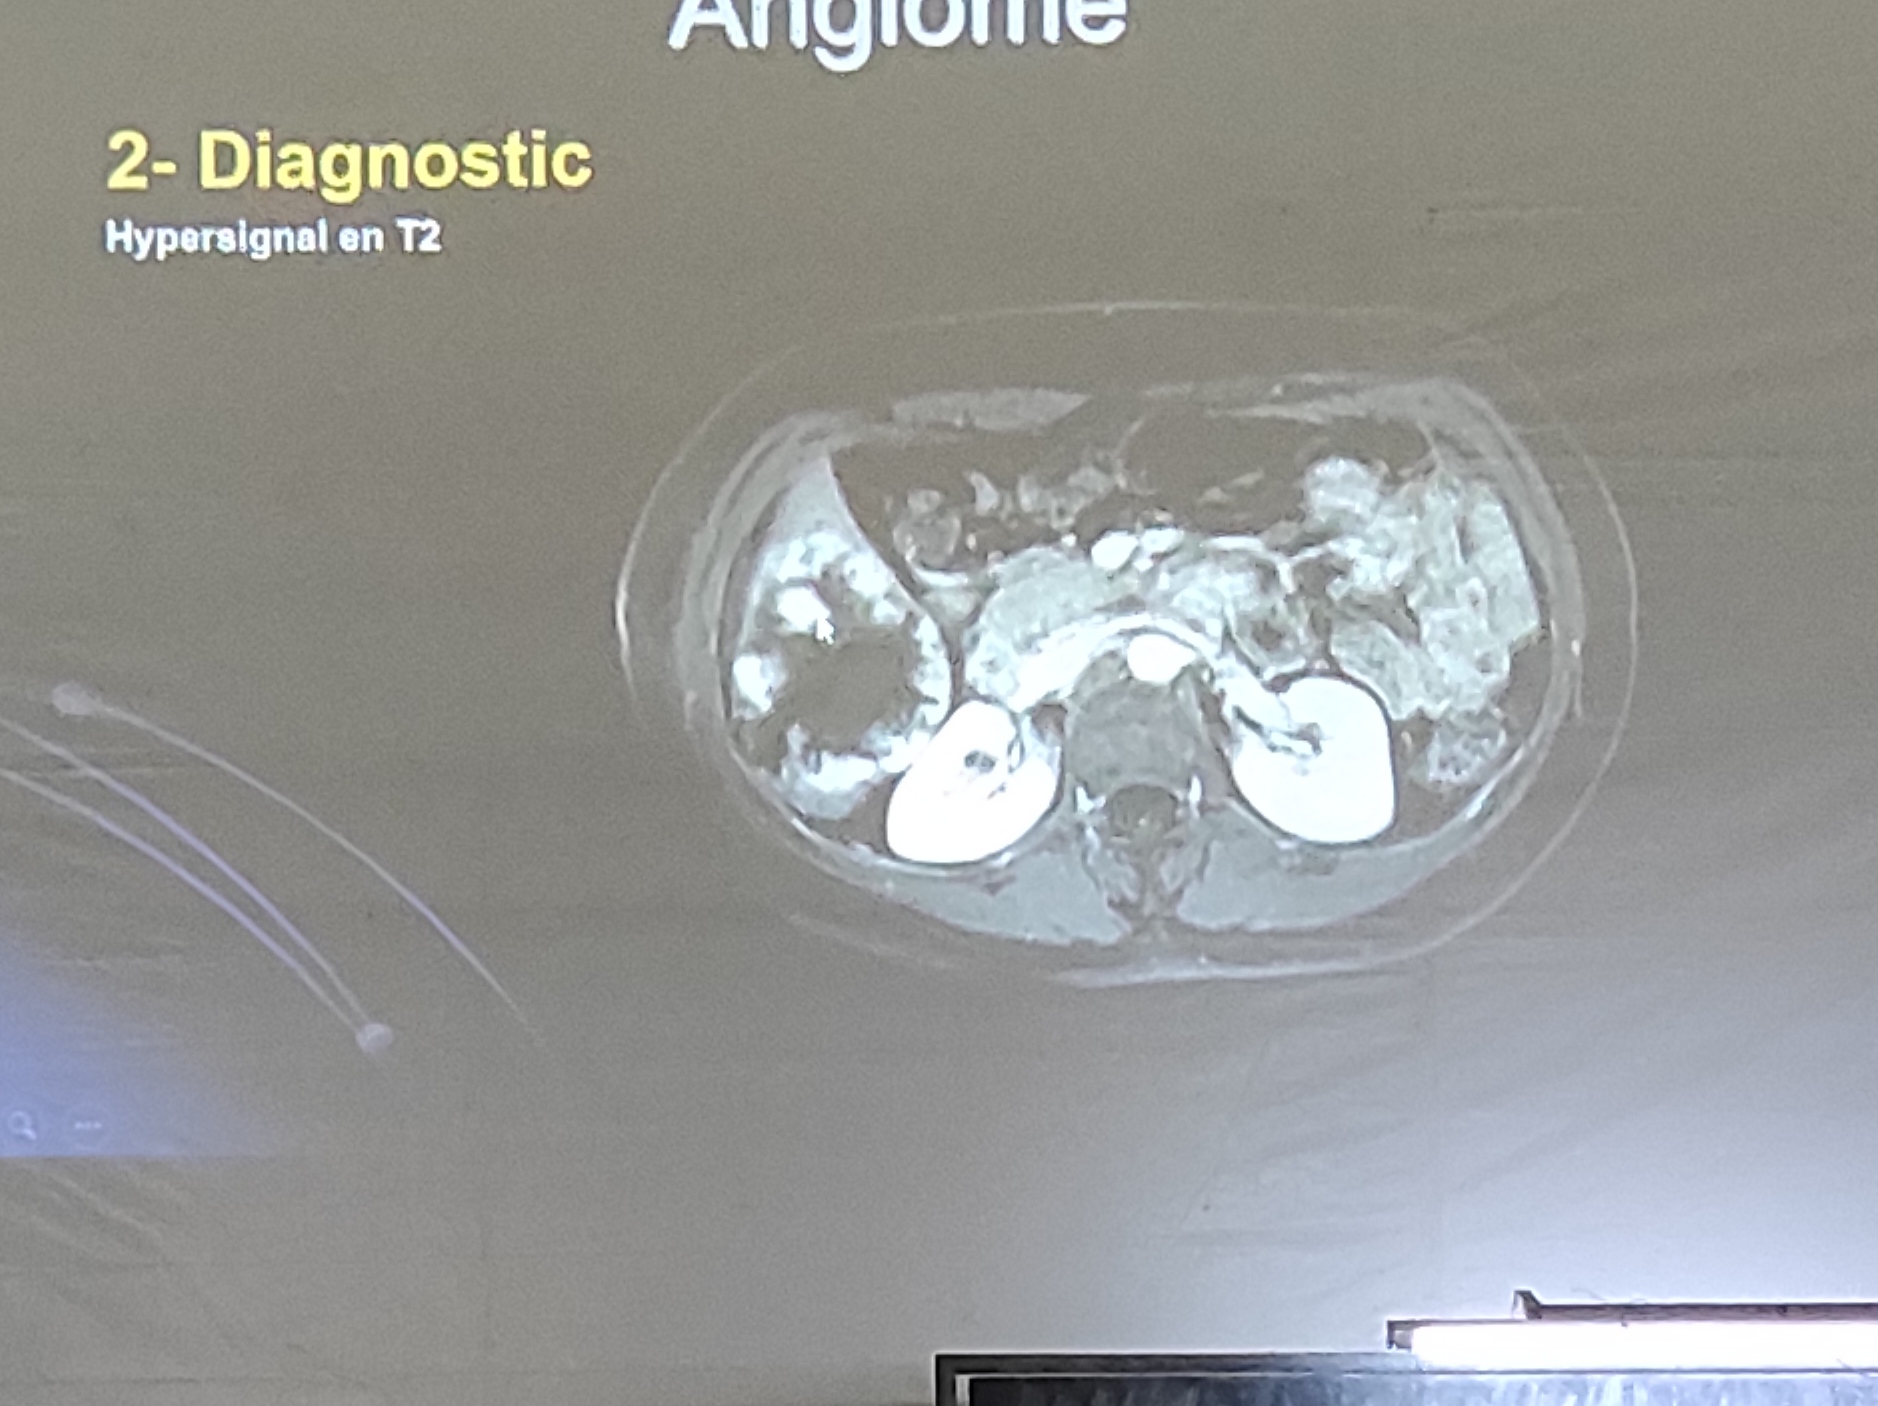 Angiome
2- Diagnostic
Hypersignal en T2